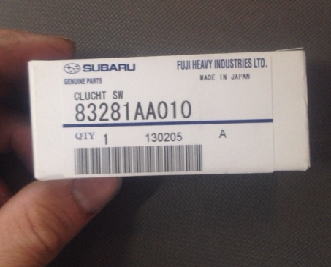 SUBARU FUJI HEAVY INDUSTRIES LTD.
GENUINE PARTS MADE IN JAPAN
CLUCHT SW
83281AA010
QTY 1 130205 A